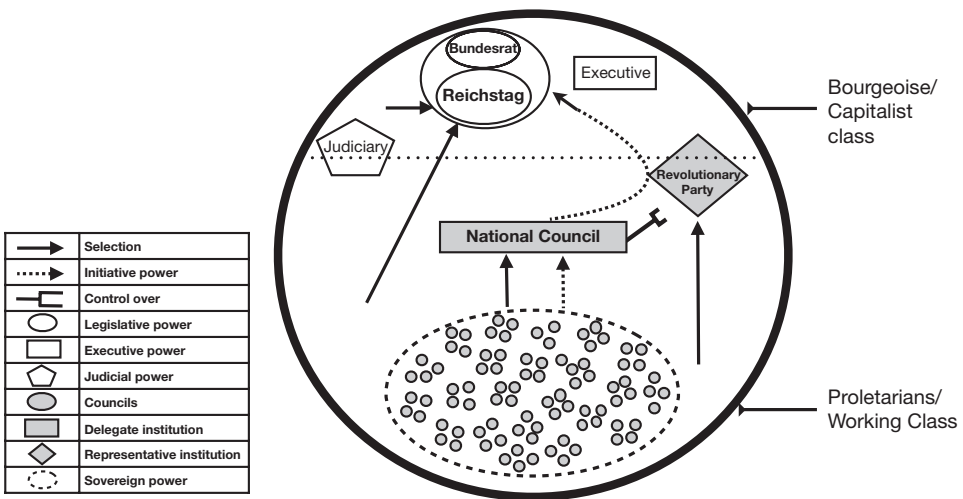 Bundesrat
Reichstag
Executive
Judiciary
Revolutionary
Party
National Council
Bourgeoise/
Capitalist
class
Proletarians/
Working Class
Selection
Initiative power
Control over
Legislative power
Executive power
Judicial power
Councils
Delegate institution
Representative institution
Sovereign power